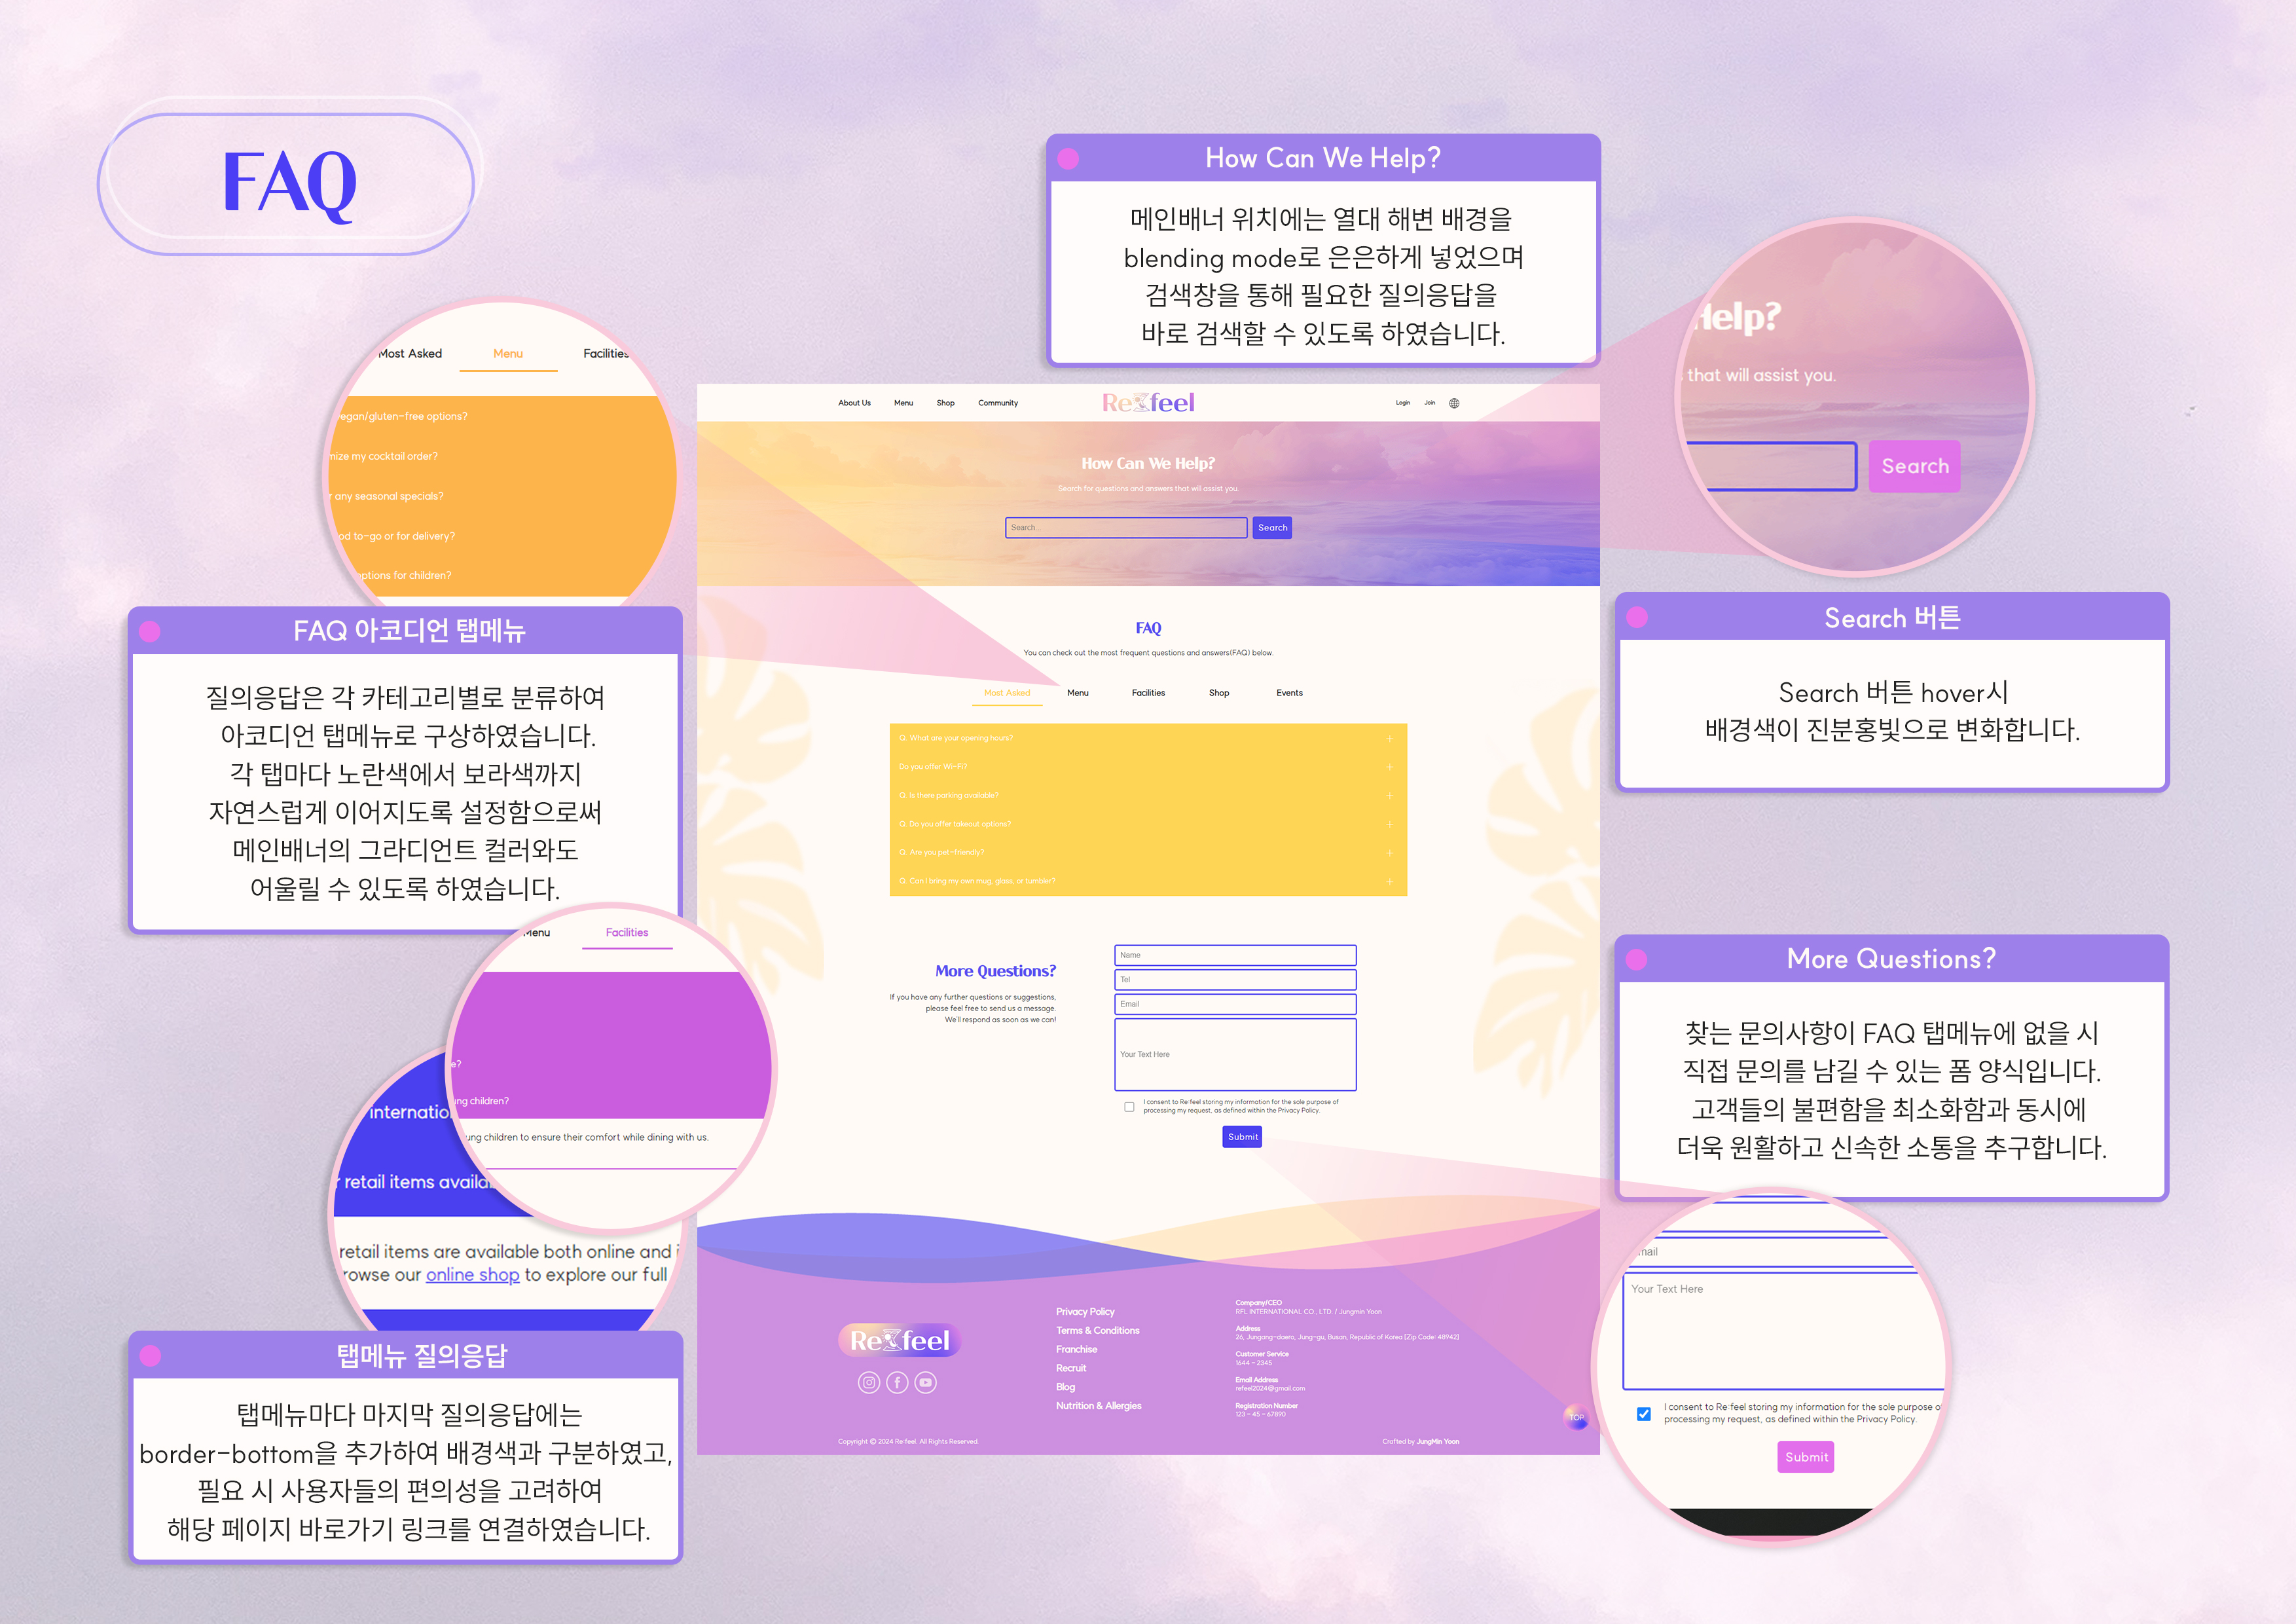 FAQ
How Can We Help?
메인배너 위치에는 열대 해변 배경을
blending mode로 은은하게 넣었으며
검색창을 통해 필요한 질의응답을
바로 검색할 수 있도록 하였습니다.
Most Asked Menu Facilities
egan/gluten-free options?
mize my cocktail order?
r any seasonal specials?
od to-go or for delivery?
options for children?
FAQ 아코디언 탭메뉴
질의응답은 각 카테고리별로 분류하여
아코디언 탭메뉴로 구상하였습니다.
각 탭마다 노란색에서 보라색까지
자연스럽게 이어지도록 설정함으로써
메인배너의 그라디언트 컬러와도
어울릴 수 있도록 하였습니다.
Menu Facilities
e?
ung children?
ung children to ensure their comfort while dining with us.
internatio
r retail items availa
retail items are available both online and i
rowse our online shop to explore our full
탭메뉴 질의응답
탭메뉴마다 마지막 질의응답에는
border-bottom을 추가하여 배경색과 구분하였고,
필요 시 사용자들의 편의성을 고려하여
해당 페이지 바로가기 링크를 연결하였습니다.
About Us Menu Shop Community Re:feel Login Join
How Can We Help?
Search for questions and answers that will assist you.
Search... Search
FAQ
You can check out the most frequent questions and answers(FAQ) below.
Most Asked Menu Facilities Shop Events
Q. What are your opening hours?
Do you offer Wi-Fi?
Q. Is there parking available?
Q. Do you offer takeout options?
Q. Are you pet-friendly?
Q. Can I bring my own mug, glass, or tumbler?
More Questions?
If you have any further questions or suggestions,
please feel free to send us a message.
We'll respond as soon as we can!
Name
Tel
Email
Your Text Here
I consent to Re:feel storing my information for the sole purpose of
processing my request, as defined within the Privacy Policy.
Submit
Re:feel
Privacy Policy
Terms & Conditions
Franchise
Recruit
Blog
Nutrition & Allergies
Company/CEO
RFL INTERNATIONAL CO., LTD. / Jungmin Yoon
Address
26, Jungang-daero, Jung-gu, Busan, Republic of Korea [Zip Code: 48942]
Customer Service
1644 - 2345
Email Address
refeel2024@gmail.com
Registration Number
123 - 45 - 67890
TOP
Copyright © 2024 Re:feel. All Rights Reserved.
Crafted by JungMin Yoon
Help?
that will assist you.
Search
Search 버튼
Search 버튼 hover시
배경색이 진분홍빛으로 변화합니다.
More Questions?
찾는 문의사항이 FAQ 탭메뉴에 없을 시
직접 문의를 남길 수 있는 폼 양식입니다.
고객들의 불편함을 최소화함과 동시에
더욱 원활하고 신속한 소통을 추구합니다.
mail
Your Text Here
I consent to Re:feel storing my information for the sole purpose o
processing my request, as defined within the Privacy Policy.
Submit